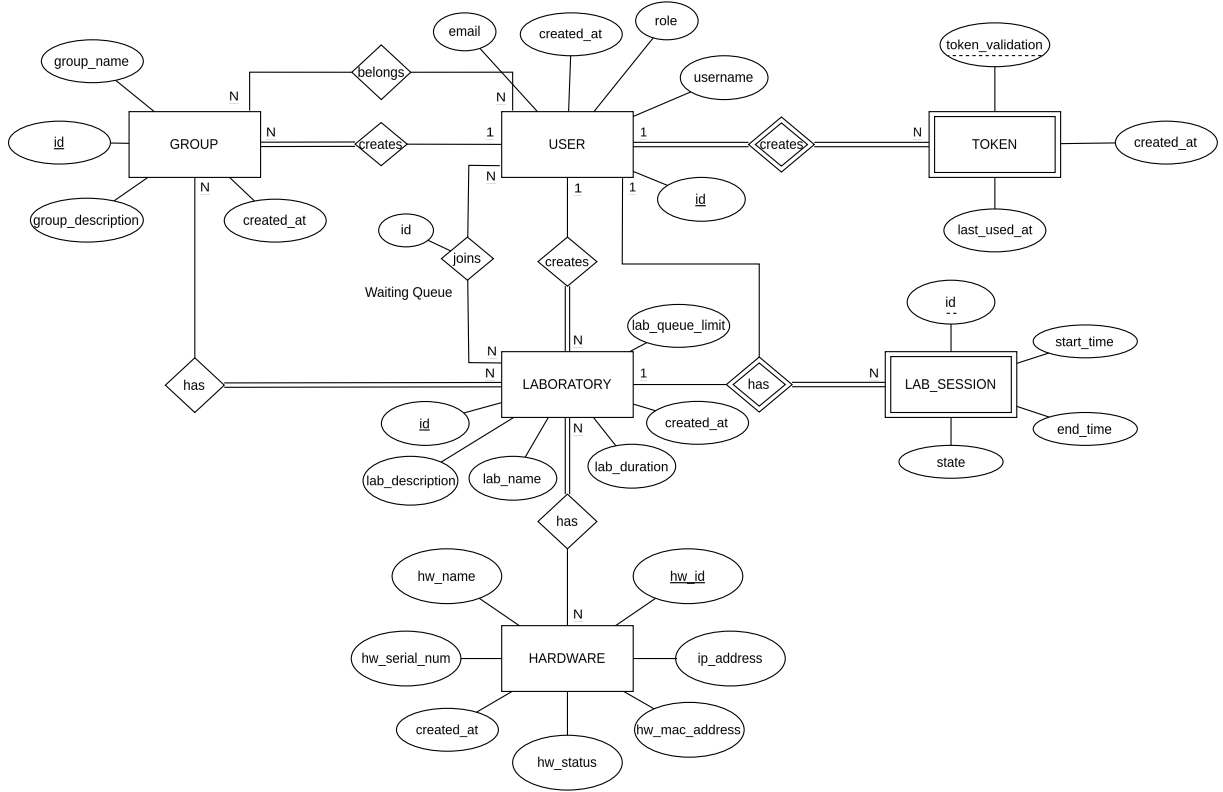 role
email
created_at
token_validation
group_name
belongs
username
N
N
N
1
1
N
id
GROUP
creates
USER
creates
TOKEN
created_at
N
N
1
1
id
group_description
created_at
id
last_used_at
joins
creates
Waiting Queue
id
lab_queue_limit
start_time
N
N
N
1
N
has
LABORATORY
has
LAB_SESSION
id
created_at
N
end_time
lab_description
lab_name
lab_duration
state
has
hw_name
hw_id
N
hw_serial_num
HARDWARE
ip_address
created_at
hw_mac_address
hw_status